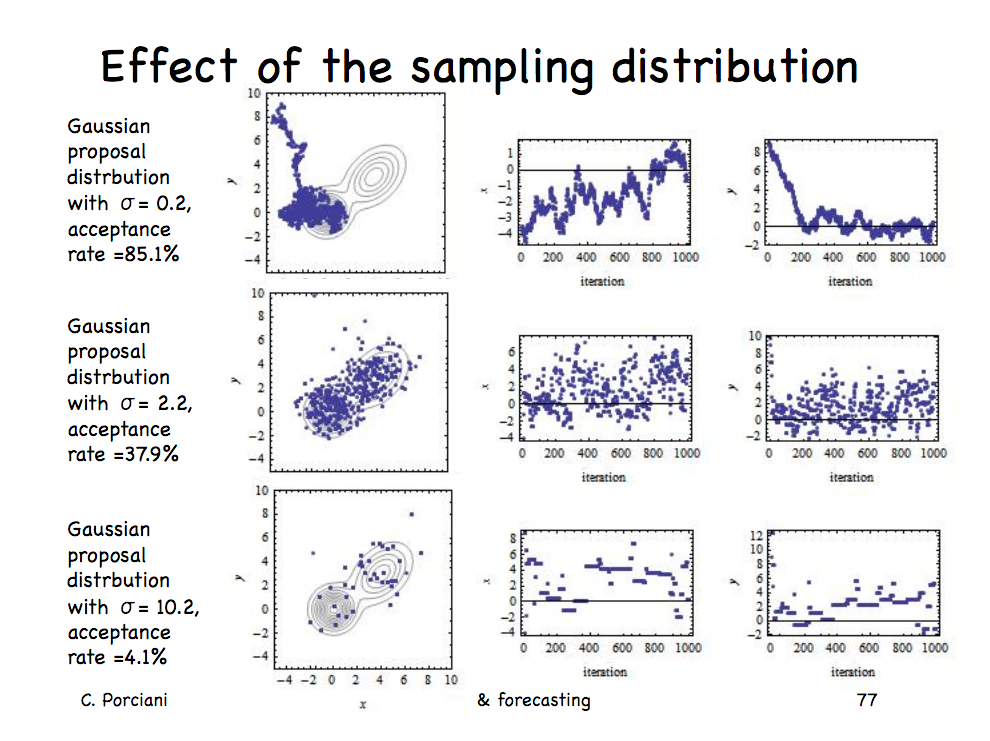 Effect of the sampling distribution
Gaussian
proposal
distrbution
with σ = 0.2,
acceptance
rate =85.1%
y
10
8
6
4
2
0
−2
−4
x
1
0
−1
−2
−3
−4
0 200 400 600 800 1000
iteration
y
8
6
4
2
0
−2
0 200 400 600 800 1000
iteration
Gaussian
proposal
distrbution
with σ = 2.2,
acceptance
rate =37.9%
y
10
8
6
4
2
0
−2
−4
x
6
4
2
0
−2
−4
0 200 400 600 800 1000
iteration
y
10
8
6
4
2
0
−2
0 200 400 600 800 1000
iteration
Gaussian
proposal
distrbution
with σ = 10.2,
acceptance
rate =4.1%
y
10
8
6
4
2
0
−2
−4
−4 −2 0 2 4 6 8 10
x
x
8
6
4
2
0
−2
−4
0 200 400 600 800 1000
iteration
y
12
10
8
6
4
2
0
−2
0 200 400 600 800 1000
iteration
C. Porciani
& forecasting
77